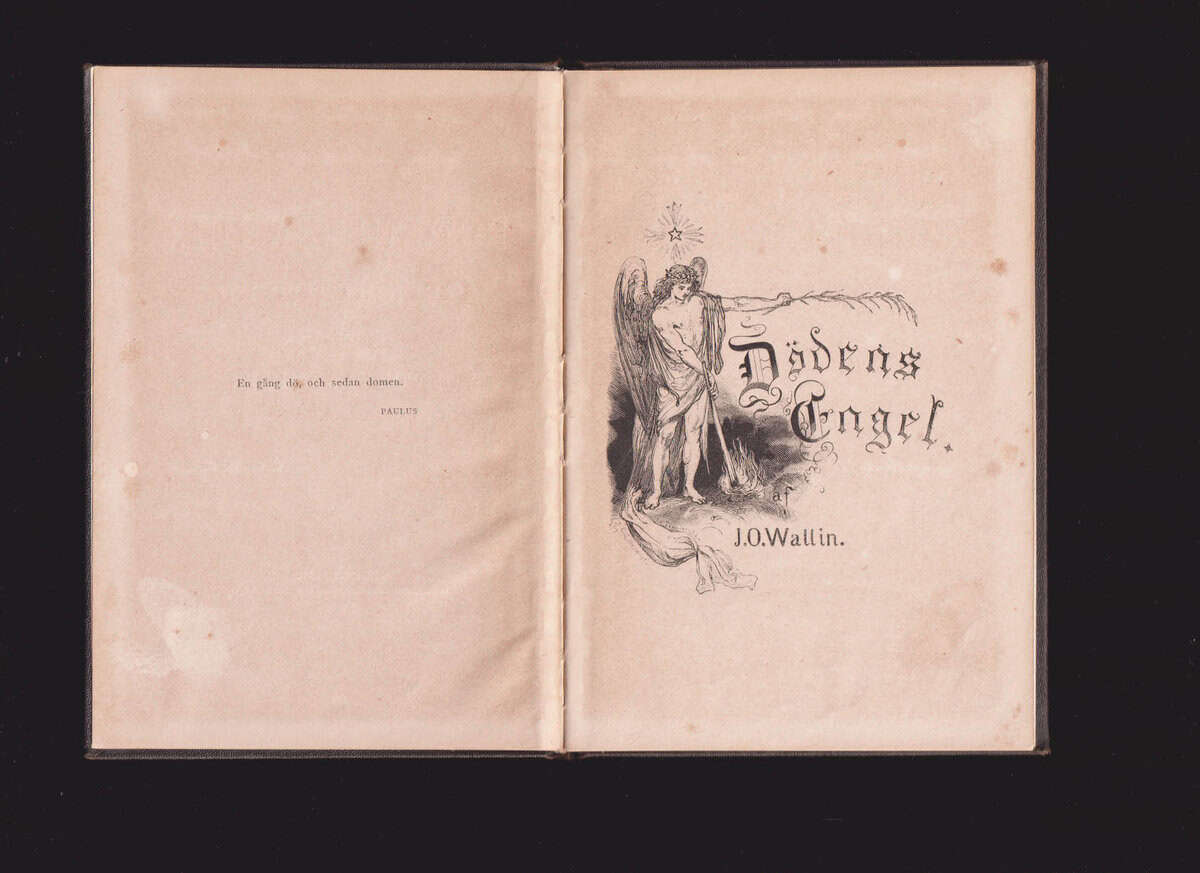 En gång dö, och sedan domen.
PAULUS
Dödens
Engel.
af
J.O.Wallin.